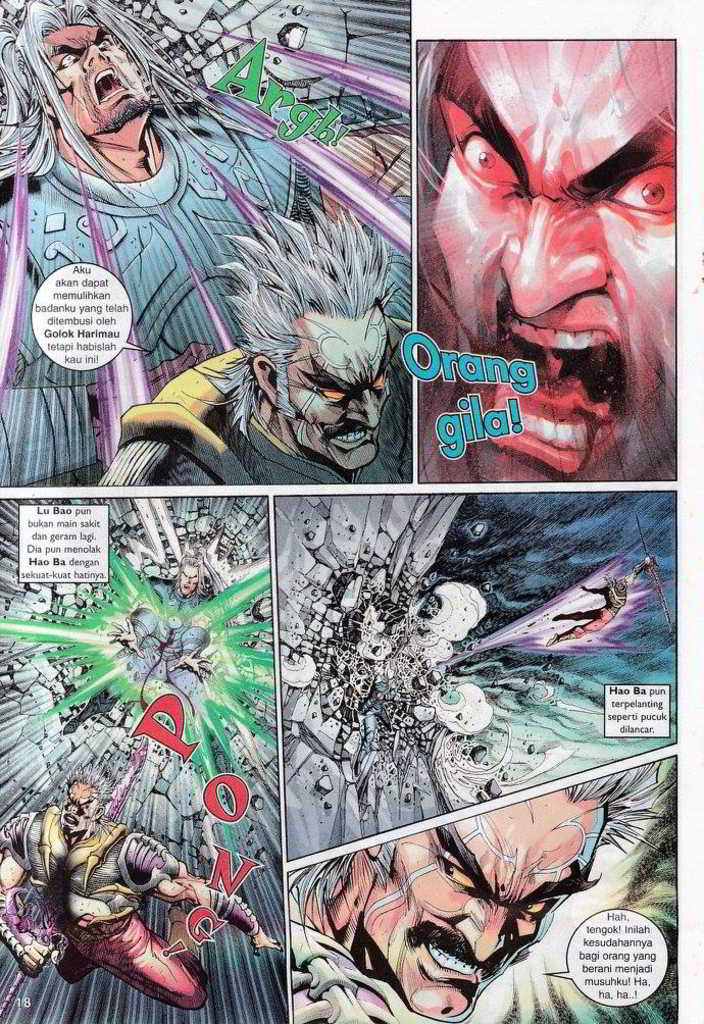 Argh!
Aku
akan dapat
memulihkan
badanku yang telah
ditembusi oleh
Golok Harimau
tetapi habislah
kau ini!
Orang
gila!
Lu Bao pun
bukan main sakit
dan geram lagi.
Dia pun menolak
Hao Ba dengan
sekuat-kuat hatinya.
PONG!
Hao Ba pun
terpelanting
seperti pucuk
dilancar.
Hah,
tengok! Inilah
kesudahannya
bagi orang yang
berani menjadi
musuhku! Ha,
ha, ha..!
18